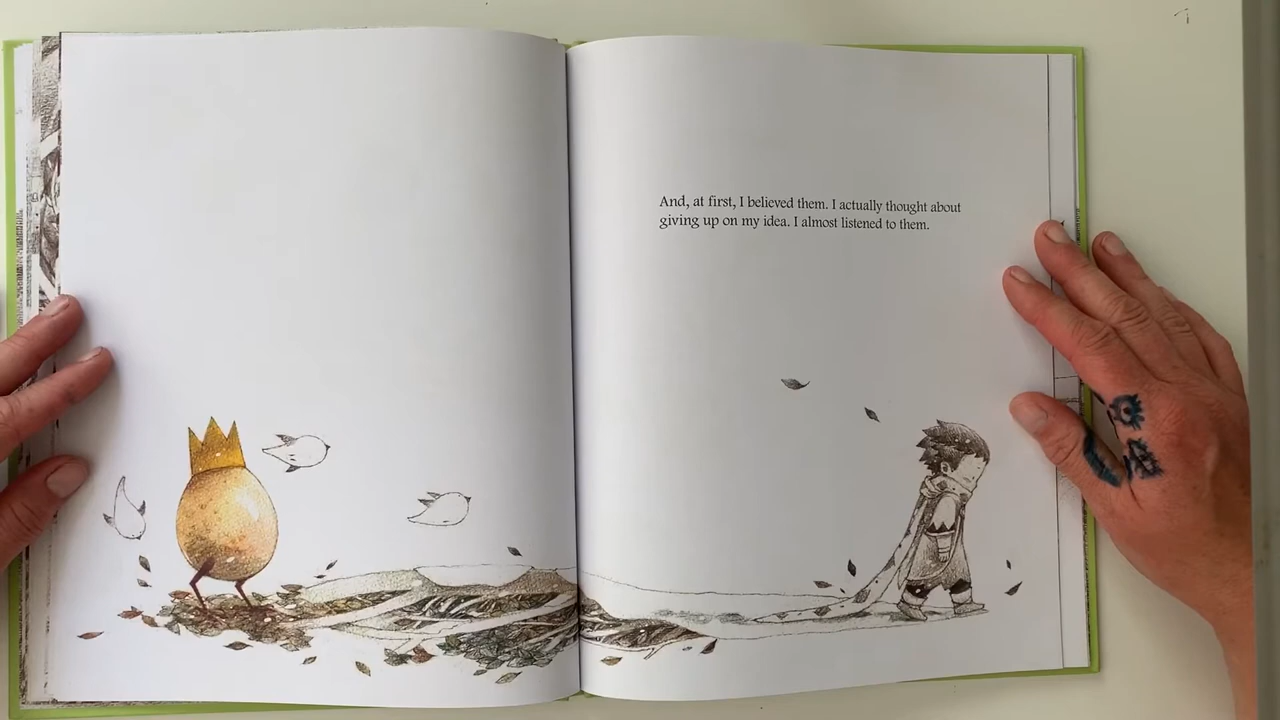 And, at first, I believed them. I actually thought about
giving up on my idea. I almost listened to them.